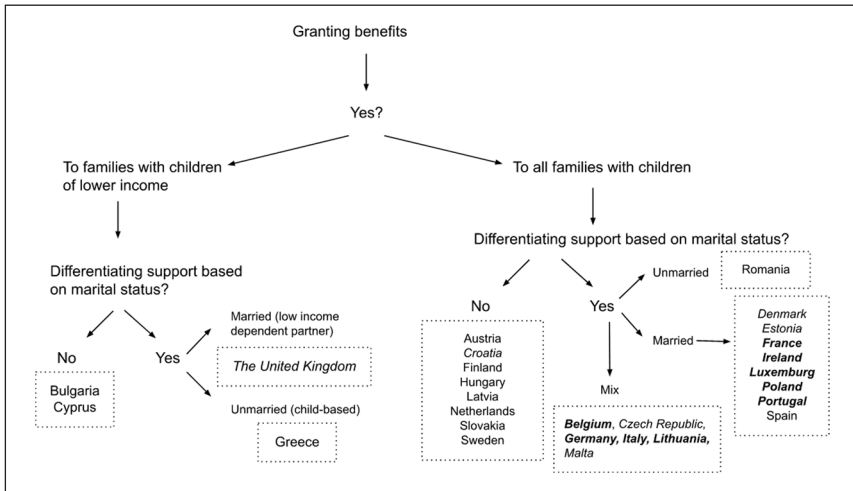 Granting benefits
Yes?
To families with children
of lower income
Differentiating support based
on marital status?
No
Bulgaria
Cyprus
Yes
Married (low income
dependent partner)
The United Kingdom
Unmarried (child-based)
Greece
To all families with children
Differentiating support based on marital status?
No
Austria
Croatia
Finland
Hungary
Latvia
Netherlands
Slovakia
Sweden
Yes
Unmarried
Romania
Married
Denmark
Estonia
France
Ireland
Luxemburg
Poland
Portugal
Spain
Mix
Belgium, Czech Republic,
Germany, Italy, Lithuania,
Malta